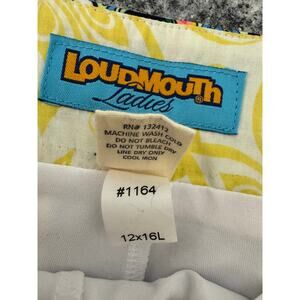 LOUDMOUTH
Ladies
RN# 132412
MACHINE WASH COLD
DO NOT BLEACH
DO NOT TUMBLE DRY
LINE DRY ONLY
COOL IRON
#1164
12x16L